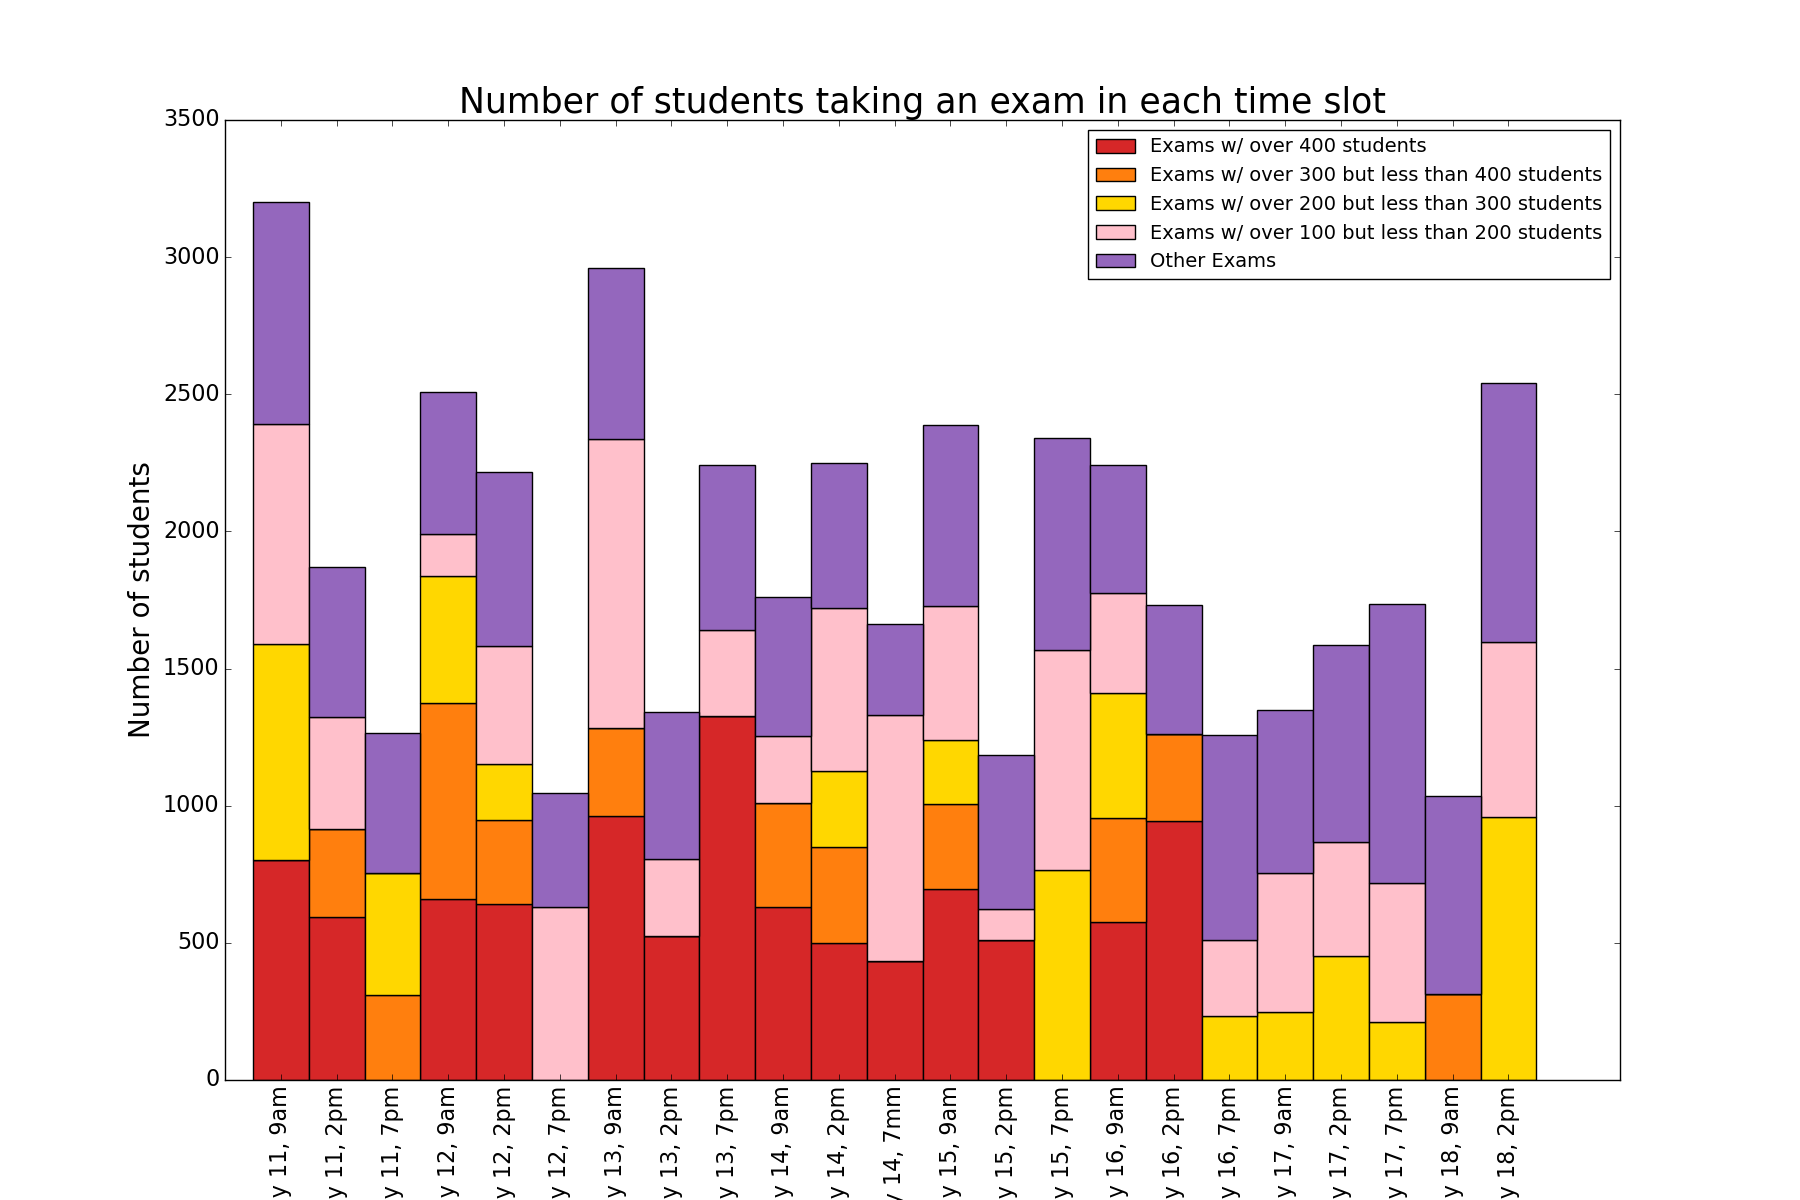 Number of students taking an exam in each time slot
3500
3000
2500
2000
1500
1000
500
0
Number of students
Exams w/ over 400 students
Exams w/ over 300 but less than 400 students
Exams w/ over 200 but less than 300 students
Exams w/ over 100 but less than 200 students
Other Exams
y 11, 9am
y 11, 2pm
y 11, 7pm
y 12, 9am
y 12, 2pm
y 12, 7pm
y 13, 9am
y 13, 2pm
y 13, 7pm
y 14, 9am
y 14, 2pm
y 14, 7mm
y 15, 9am
y 15, 2pm
y 15, 7pm
y 16, 9am
y 16, 2pm
y 16, 7pm
y 17, 9am
y 17, 2pm
y 17, 7pm
y 18, 9am
y 18, 2pm